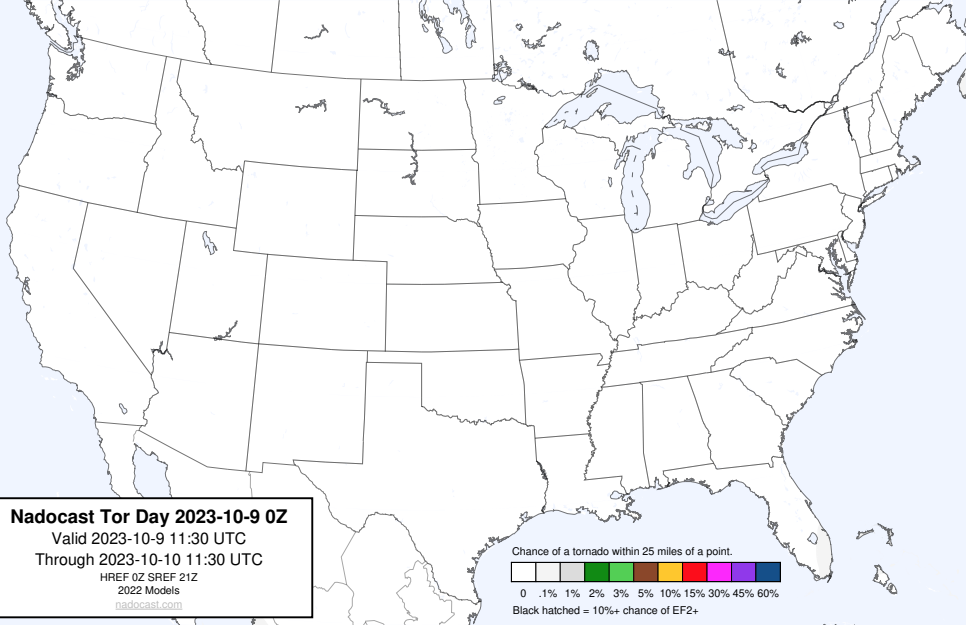 Nadocast Tor Day 2023-10-9 0Z
Valid 2023-10-9 11:30 UTC
Through 2023-10-10 11:30 UTC
HREF 0Z SREF 21Z
2022 Models
nadocast.com
Chance of a tornado within 25 miles of a point.
0 .1% 1% 2% 3% 5% 10% 15% 30% 45% 60%
Black hatched = 10%+ chance of EF2+